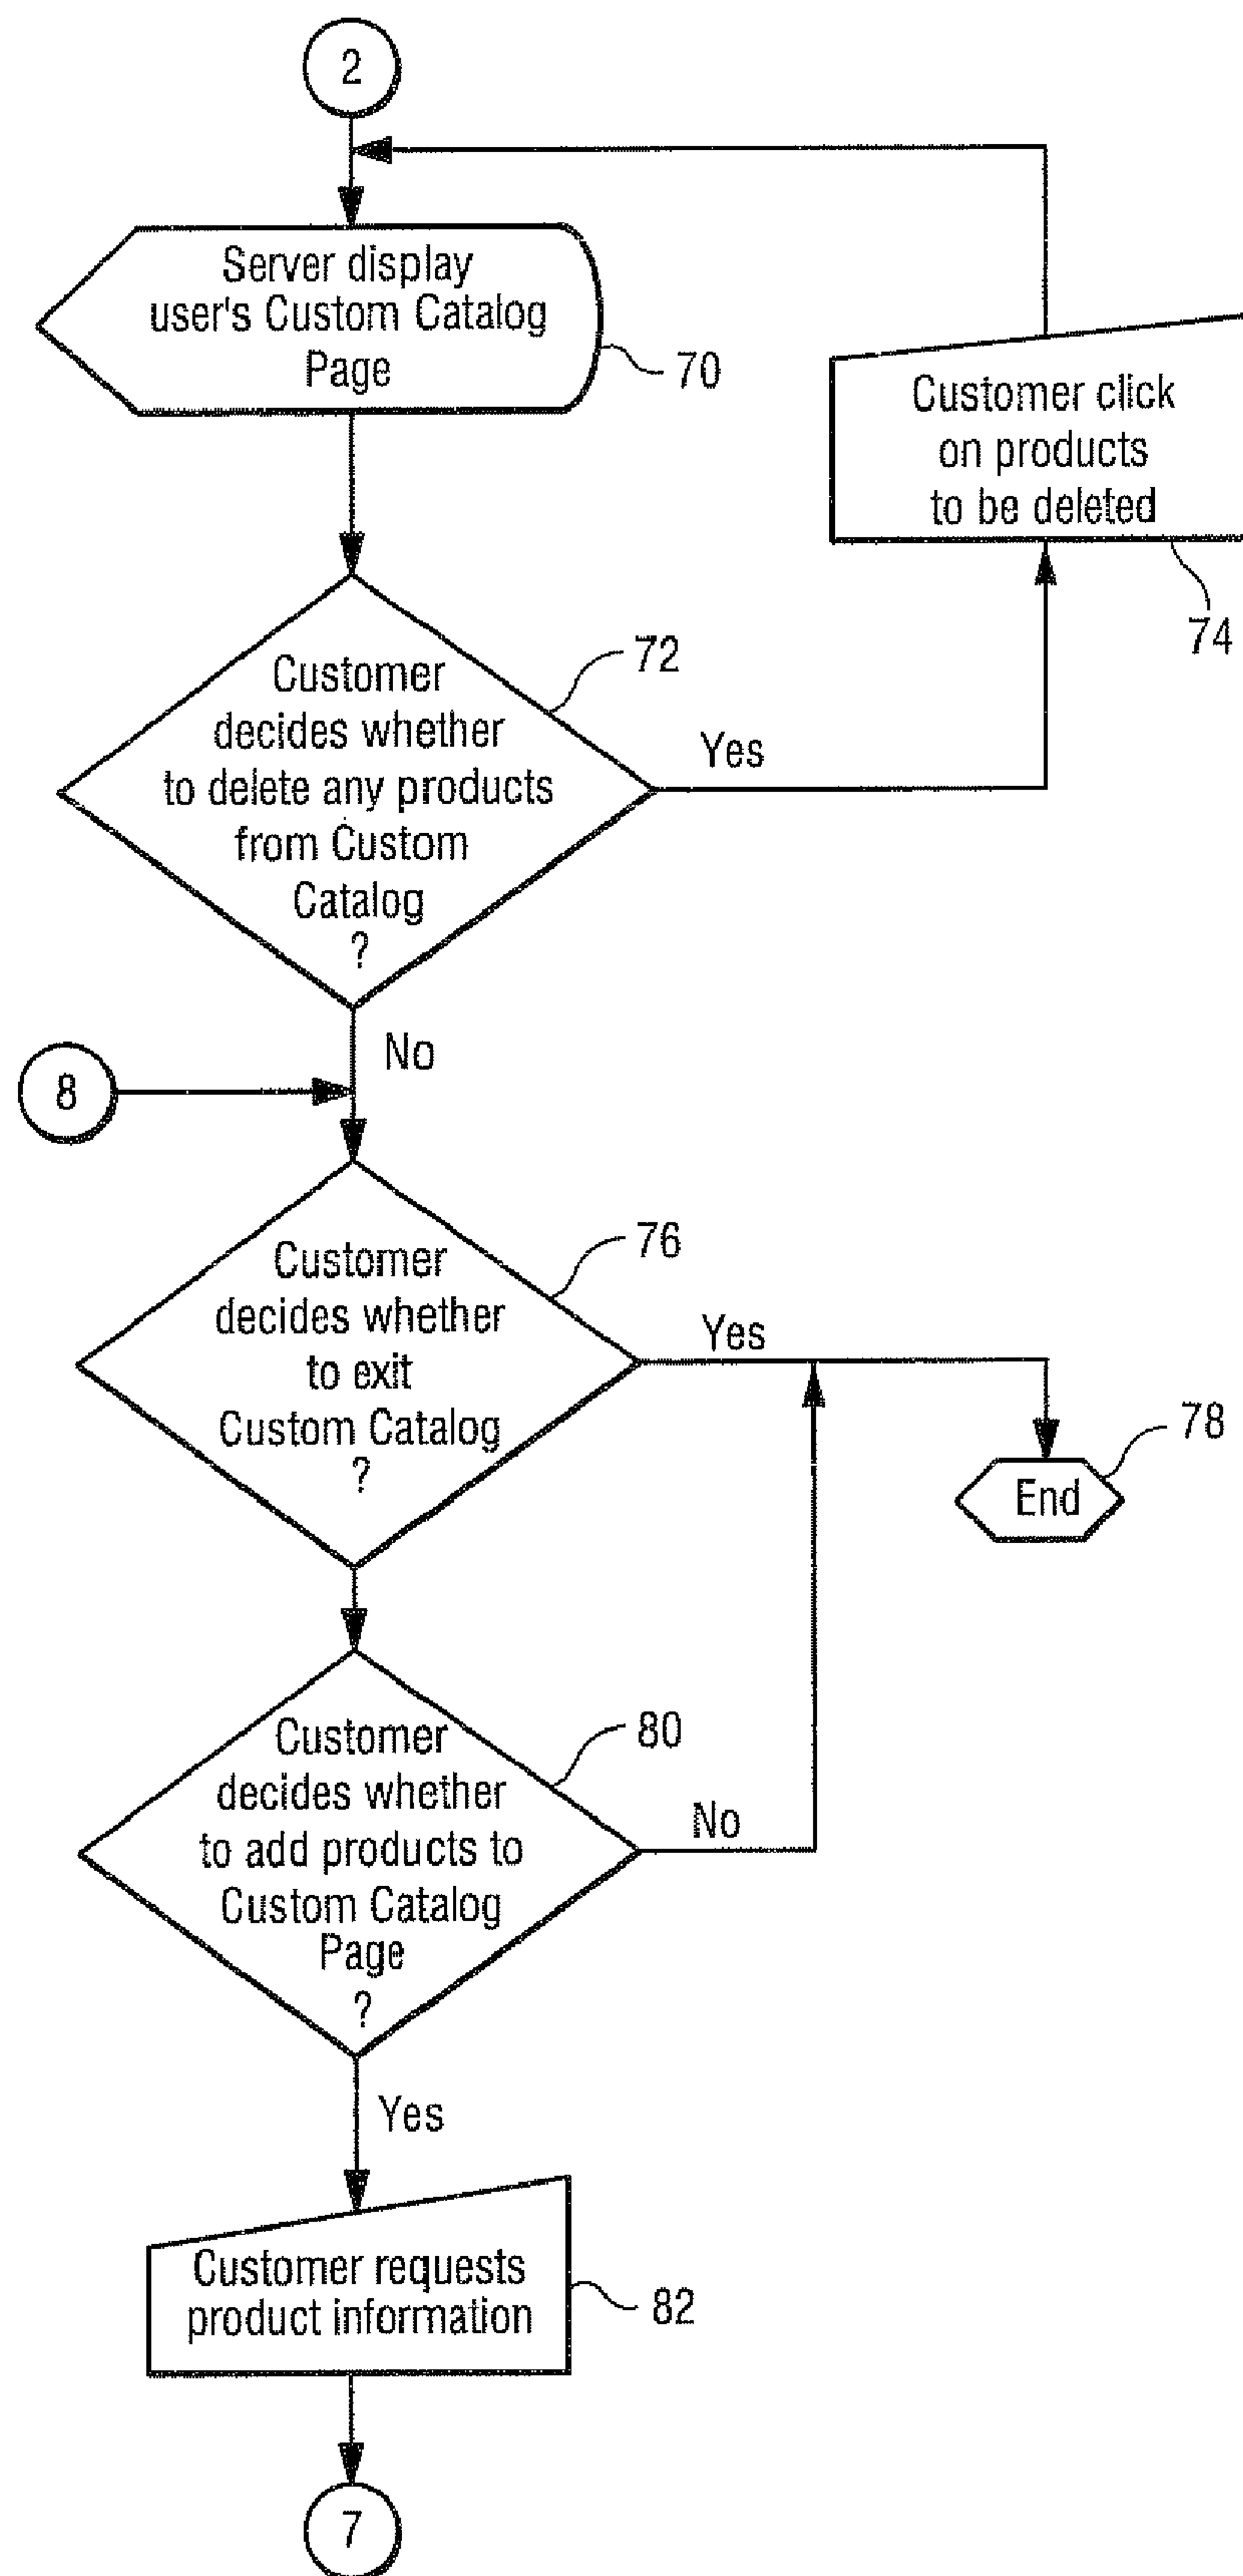 2
Server display
user's Custom Catalog
Page
70
Customer click
on products
to be deleted
74
72
Customer
decides whether
to delete any products
from Custom
Catalog
?
Yes
No
8
76
Customer
decides whether
to exit
Custom Catalog
?
Yes
78
End
80
Customer
decides whether
to add products to
Custom Catalog
Page
?
No
Yes
Customer requests
product information
82
7